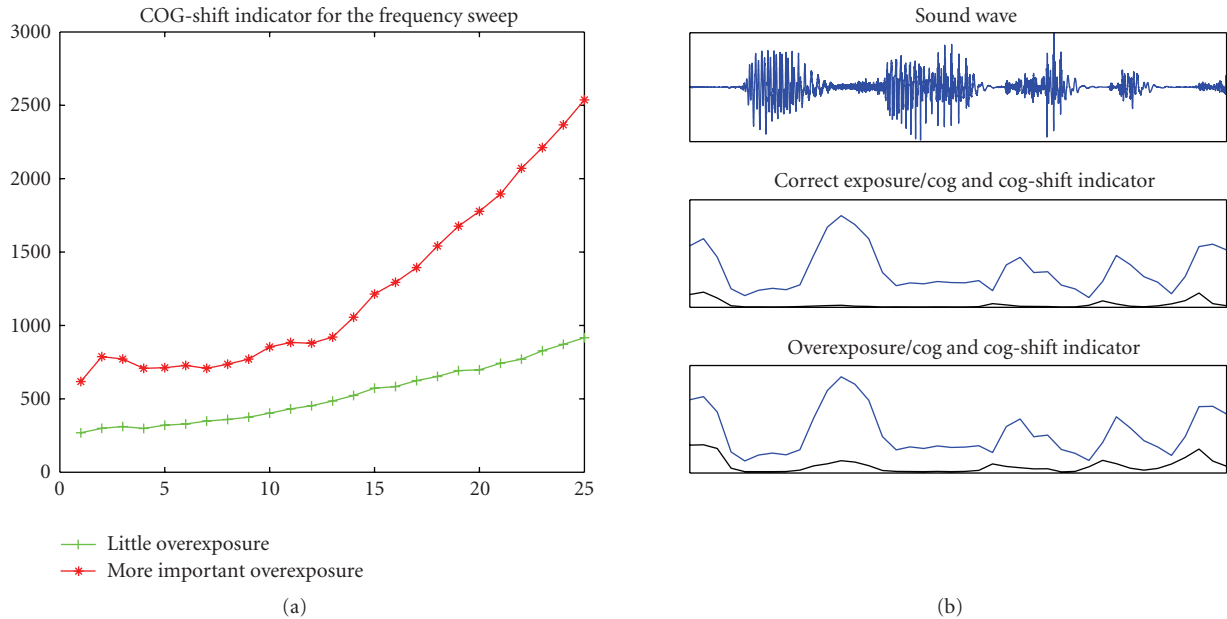 COG-shift indicator for the frequency sweep
3000
2500
2000
1500
1000
500
0
0
5
10
15
20
25
Little overexposure
More important overexposure
(a)
Sound wave
Correct exposure/cog and cog-shift indicator
Overexposure/cog and cog-shift indicator
(b)